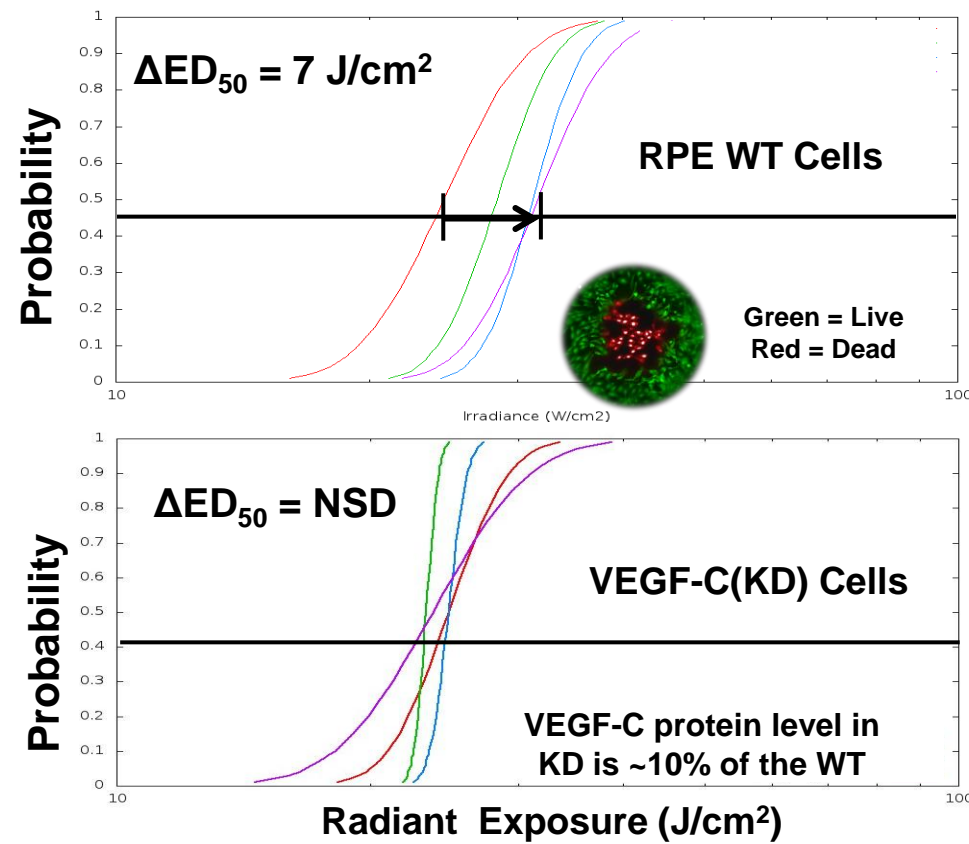 1
0.9
ΔED₅₀ = 7 J/cm²
0.8
0.7
RPE WT Cells
0.6
0.5
0.4
0.3
Green = Live
0.2
Red = Dead
0.1
0
Probability
10
100
Irradiance (W/cm2)
1
0.9
ΔED₅₀ = NSD
0.8
0.7
0.6
VEGF-C(KD) Cells
0.5
0.4
0.3
0.2
VEGF-C protein level in
0.1
KD is ~10% of the WT
0
Probability
10
100
Radiant Exposure (J/cm²)